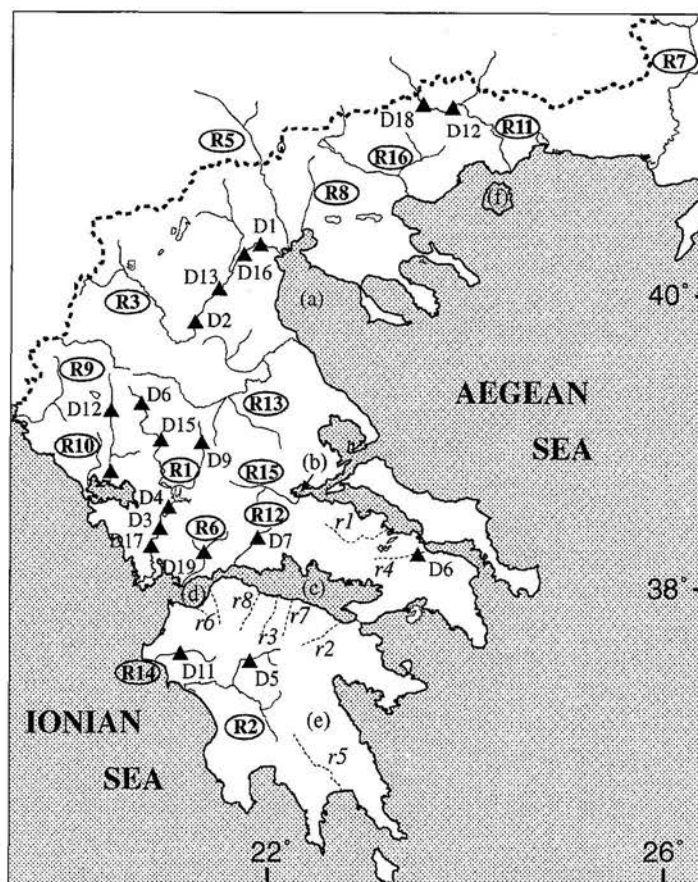 R7
D18
D12
R11
R5
R16
(f)
R8
D1
D16
D13
(a)
40°
R3
D2
R9
AEGEAN
SEA
D6
D12
R13
D15
R10
D9
R1
R15
(b)
D4
R12
r1
D3
R6
D7
r4
D17
D6
D19
(d)
(c)
38°
r8
r7
r6
r3
r2
R14
D11
D5
IONIAN
SEA
R2
(e)
r5
22°
26°